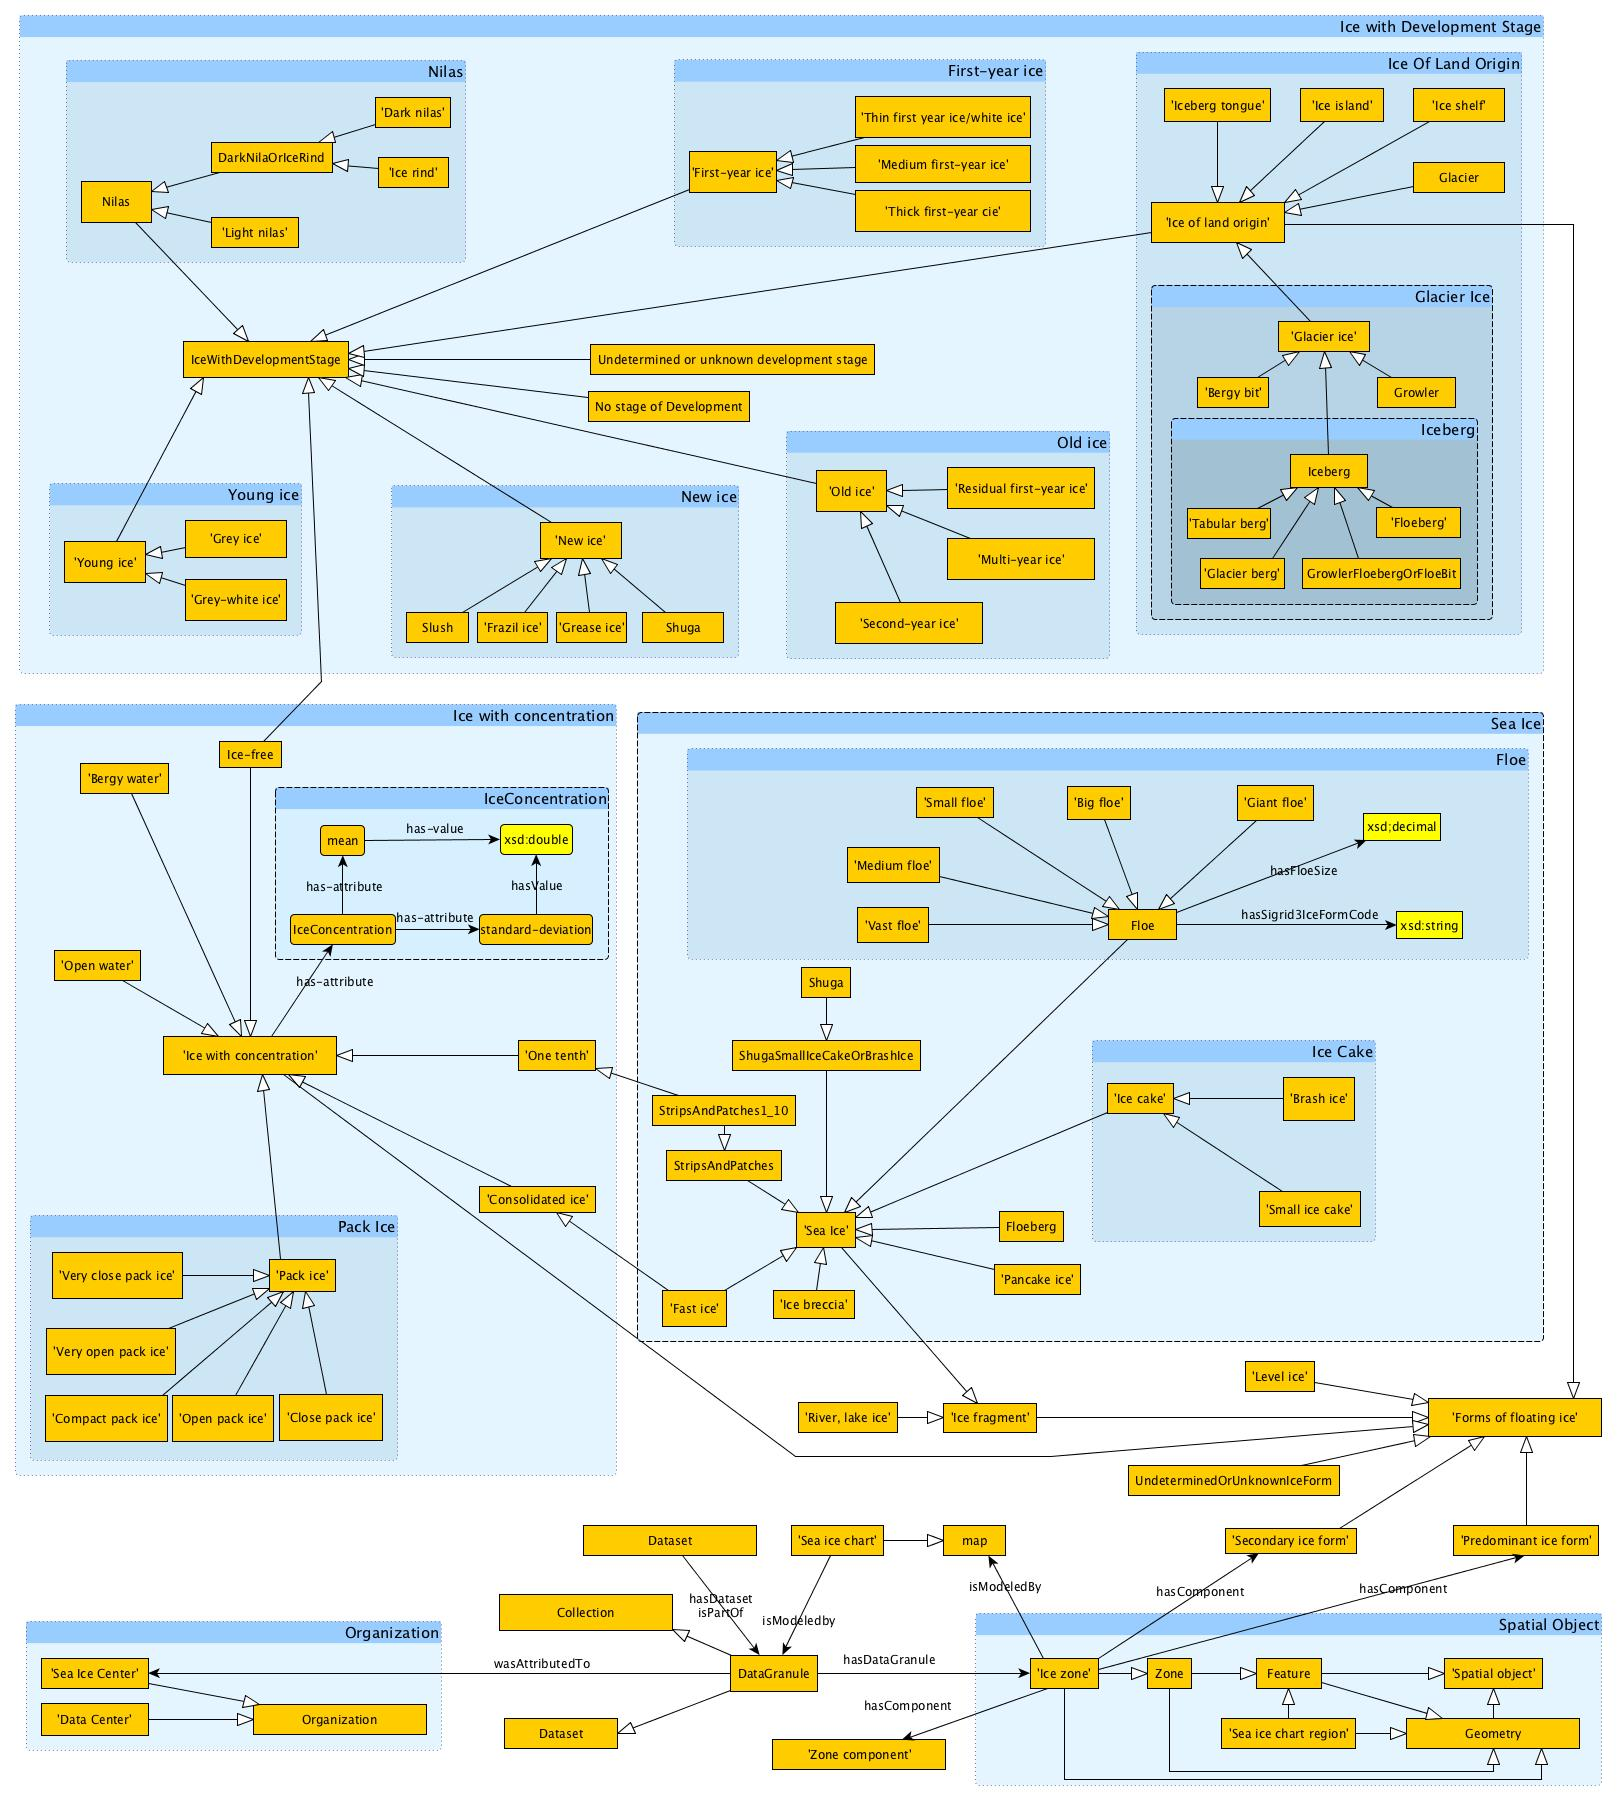 Ice with Development Stage
Nilas
'Dark nilas'
DarkNilaOrIceRind
'Ice rind'
Nilas
'Light nilas'
First-year ice
'Thin first year ice/white ice'
'First-year ice'
'Medium first-year ice'
'Thick first-year cie'
Ice Of Land Origin
'Iceberg tongue'
'Ice island'
'Ice shelf'
Glacier
'Ice of land origin'
Glacier Ice
'Glacier ice'
'Bergy bit'
Growler
Iceberg
Iceberg
'Tabular berg'
'Floeberg'
'Glacier berg'
GrowlerFloebergOrFloeBit
IceWithDevelopmentStage
Undetermined or unknown development stage
No stage of Development
Young ice
'Grey ice'
'Young ice'
'Grey-white ice'
New ice
'New ice'
Slush
'Frazil ice'
'Grease ice'
Shuga
Old ice
'Old ice'
'Residual first-year ice'
'Multi-year ice'
'Second-year ice'
Ice with concentration
Ice-free
'Bergy water'
IceConcentration
mean
has-value
xsd:double
has-attribute
hasValue
IceConcentration
has-attribute
standard-deviation
'Open water'
has-attribute
'Ice with concentration'
'One tenth'
'Consolidated ice'
Pack Ice
'Very close pack ice'
'Pack ice'
'Very open pack ice'
'Compact pack ice'
'Open pack ice'
'Close pack ice'
Sea Ice
Floe
'Small floe'
'Big floe'
'Giant floe'
xsd;decimal
'Medium floe'
hasFloeSize
'Vast floe'
Floe
hasSigrid3IceFormCode
xsd:string
Shuga
ShugaSmallIceCakeOrBrashIce
StripsAndPatches1_10
StripsAndPatches
Ice Cake
'Ice cake'
'Brash ice'
'Small ice cake'
'Sea Ice'
Floeberg
'Pancake ice'
'Fast ice'
'Ice breccia'
'Level ice'
'River, lake ice'
'Ice fragment'
'Forms of floating ice'
UndeterminedOrUnknownIceForm
Dataset
'Sea ice chart'
map
'Secondary ice form'
'Predominant ice form'
isModeledBy
hasComponent
hasComponent
hasDataset
isPartOf
isModeledby
Collection
Organization
'Sea Ice Center'
wasAttributedTo
DataGranule
hasDataGranule
'Data Center'
Organization
Dataset
hasComponent
'Zone component'
Spatial Object
'Ice zone'
Zone
Feature
'Spatial object'
'Sea ice chart region'
Geometry